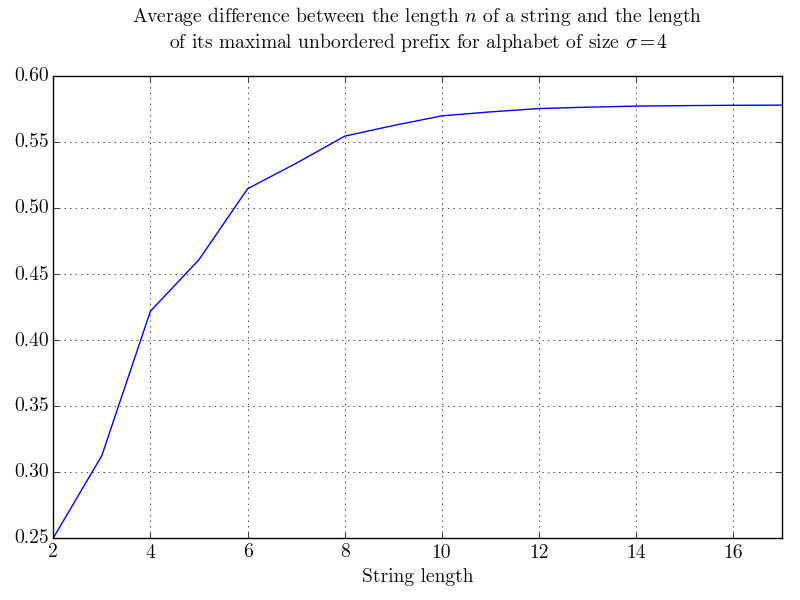 Average difference between the length n of a string and the length
of its maximal unbordered prefix for alphabet of size σ=4
0.60
0.55
0.50
0.45
0.40
0.35
0.30
0.25
2 4 6 8 10 12 14 16
String length